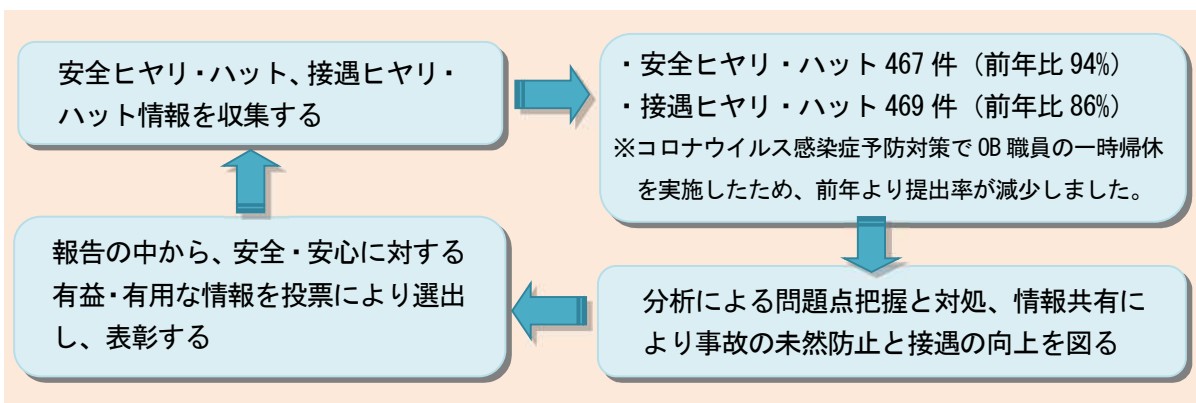 安全ヒヤリ・ハット、接遇ヒヤリ・
ハット情報を収集する
・安全ヒヤリ・ハット 467 件（前年比 94%）
・接遇ヒヤリ・ハット 469 件（前年比 86%）
※コロナウイルス感染症予防対策で OB 職員の一時帰休
を実施したため、前年より提出率が減少しました。
分析による問題点把握と対処、情報共有に
より事故の未然防止と接遇の向上を図る
報告の中から、安全・安心に対する
有益・有用な情報を投票により選出
し、表彰する